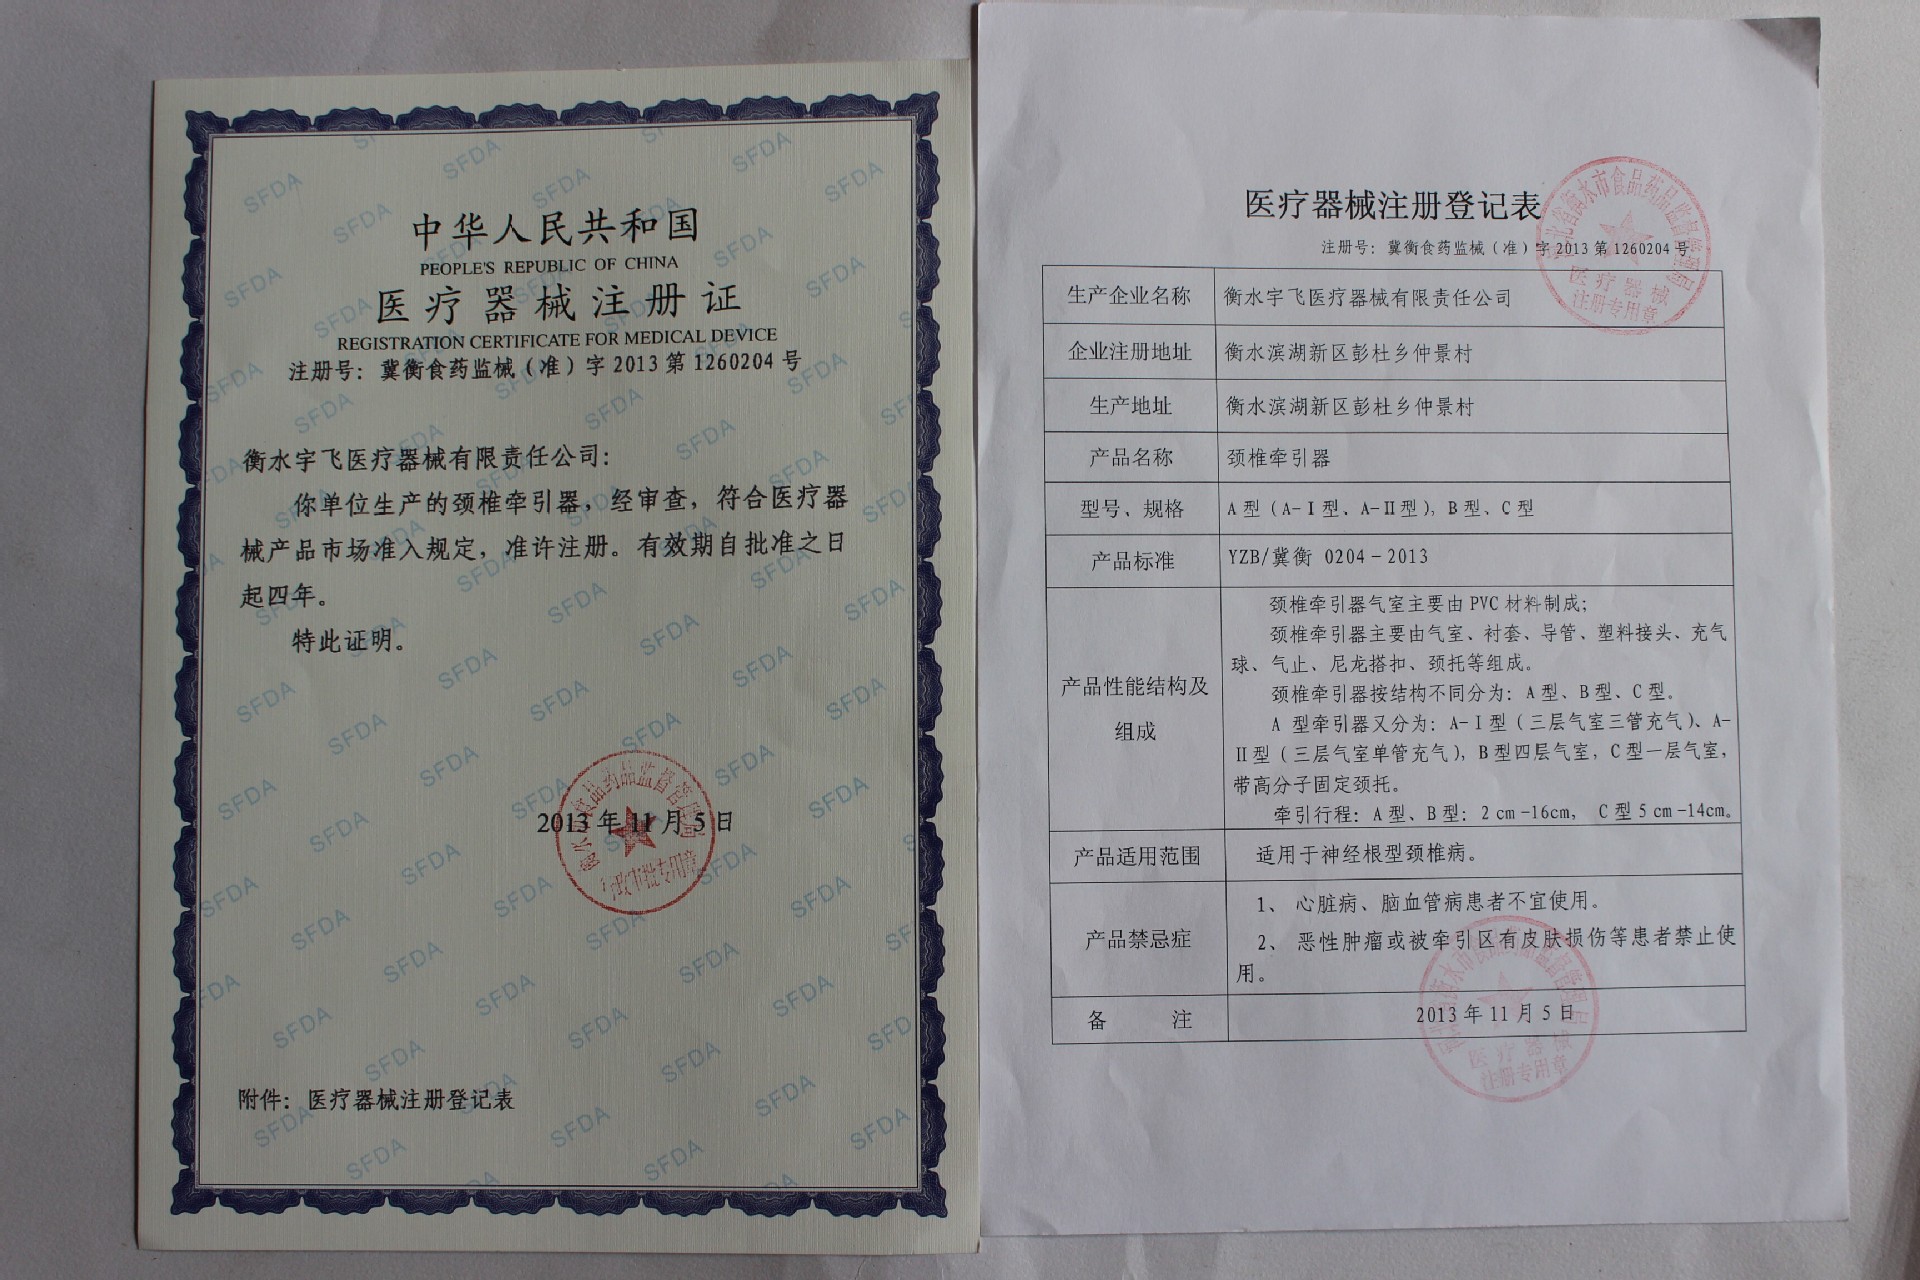 中华人民共和国
PEOPLE'S REPUBLIC OF CHINA
医疗器械注册证
REGISTRATION CERTIFICATE FOR MEDICAL DEVICE
注册号：冀衡食药监械（准）字 2013 第 1260204 号
衡水宇飞医疗器械有限责任公司：
你单位生产的颈椎牵引器，经审查，符合医疗器
械产品市场准入规定，准许注册。有效期自批准之日
起四年。
特此证明。
2013 年 11 月 5 日
附件：医疗器械注册登记表
SFDA
医疗器械注册登记表
注册号：冀衡食药监械（准）字 2013 第 1260204 号
生产企业名称 衡水宇飞医疗器械有限责任公司
企业注册地址 衡水滨湖新区彭杜乡仲景村
生产地址 衡水滨湖新区彭杜乡仲景村
产品名称 颈椎牵引器
型号、规格 A 型（A-Ⅰ型、A-Ⅱ型），B 型、C 型
产品标准 YZB/冀衡 0204－2013
产品性能结构及
组成
颈椎牵引器气室主要由 PVC 材料制成；
颈椎牵引器主要由气室、衬套、导管、塑料接头、充气
球、气止、尼龙搭扣、颈托等组成。
颈椎牵引器按结构不同分为：A 型、B 型、C 型。
A 型牵引器又分为：A-Ⅰ型（三层气室三管充气）、A-
Ⅱ型（三层气室单管充气），B 型四层气室，C 型一层气室，
带高分子固定颈托。
牵引行程：A 型、B 型：2 cm -16cm， C 型 5 cm -14cm。
产品适用范围 适用于神经根型颈椎病。
产品禁忌症
1、 心脏病、脑血管病患者不宜使用。
2、 恶性肿瘤或被牵引区有皮肤损伤等患者禁止使
用。
备 注 2013 年 11 月 5 日
医疗器械
注册专用章
医疗器械
注册专用章